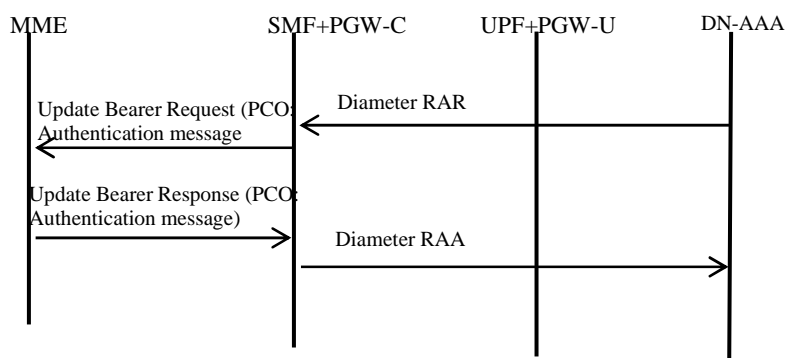 MME SMF+PGW-C UPF+PGW-U DN-AAA
Diameter RAR
Update Bearer Request (PCO:
Authentication message
Update Bearer Response (PCO:
Authentication message)
Diameter RAA